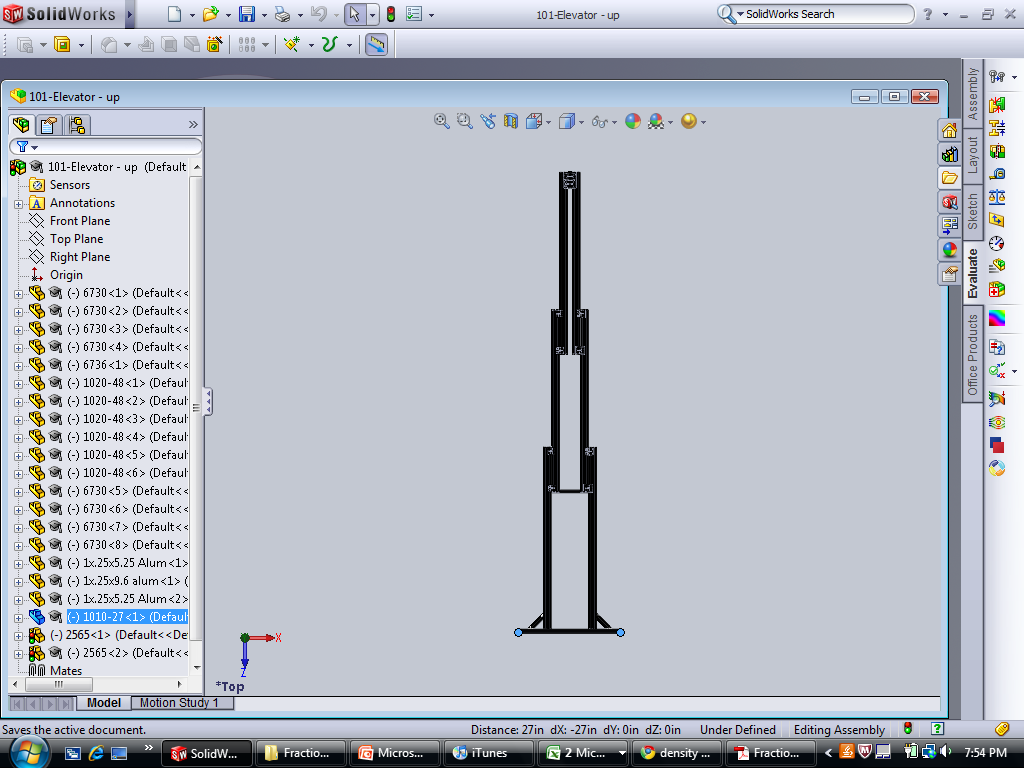 SolidWorks
101-Elevator - up
SolidWorks Search
101-Elevator - up
101-Elevator - up (Default
Sensors
Annotations
Front Plane
Top Plane
Right Plane
Origin
(-) 6730<1> (Default<<
(-) 6730<2> (Default<<
(-) 6730<3> (Default<<
(-) 6730<4> (Default<<
(-) 6736<1> (Default<<
(-) 1020-48<1> (Default
(-) 1020-48<2> (Default
(-) 1020-48<3> (Default
(-) 1020-48<4> (Default
(-) 1020-48<5> (Default
(-) 1020-48<6> (Default
(-) 6730<5> (Default<<
(-) 6730<6> (Default<<
(-) 6730<7> (Default<<
(-) 6730<8> (Default<<
(-) 1x.25x5.25 Alum<1>
(-) 1x.25x9.6 alum<1> (
(-) 1x.25x5.25 Alum<2>
(-) 1010-27<1> (Default
(-) 2565<1> (Default<<De
(-) 2565<2> (Default<<
Mates
X
Z
*Top
Assembly
Layout
Sketch
Evaluate
Office Products
Model
Motion Study 1
Saves the active document.
Distance: 27in dX: -27in dY: 0in dZ: 0in
Under Defined
Editing Assembly
SolidW...
Fractio...
Micros...
iTunes
2 Mic...
density ...
Fractio...
7:54 PM